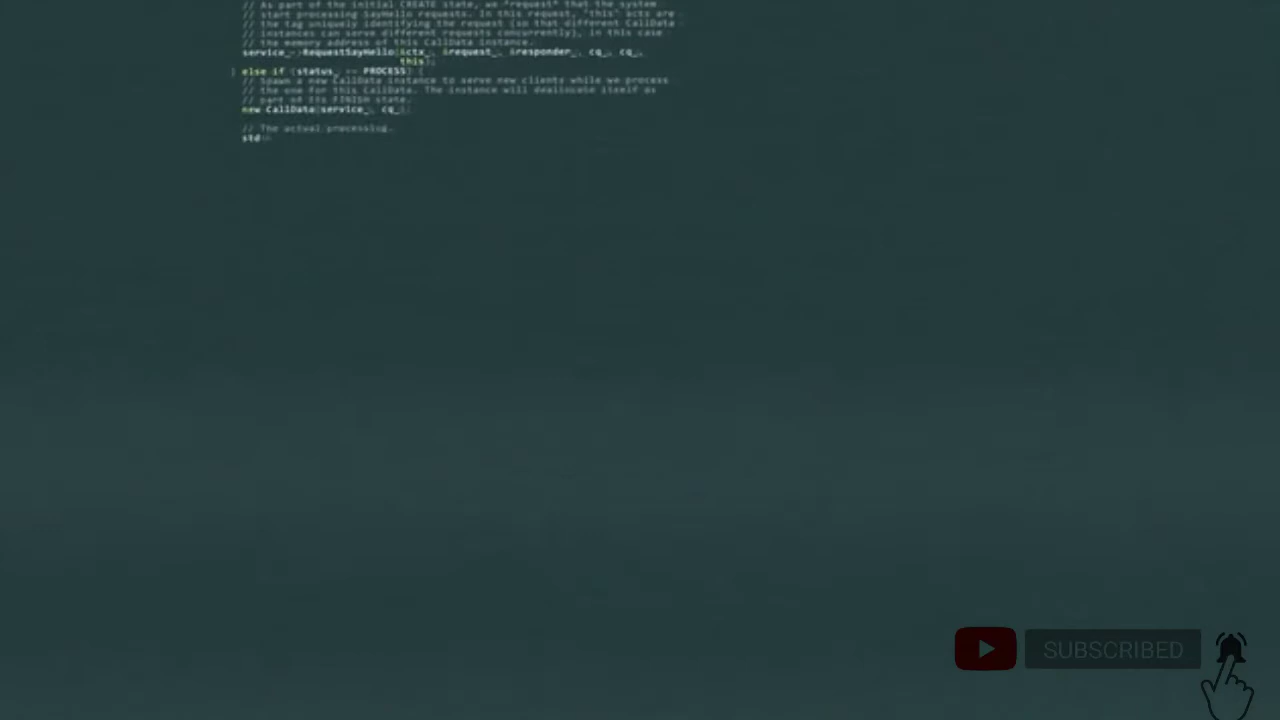 // As part of the initial CREATE state, we *request* that the system
// start processing SayHello requests. In this request, "this" acts are
// the tag uniquely identifying the request (so that different CallData
// instances can serve different requests concurrently), in this case
// the memory address of this CallData instance.
service_->RequestSayHello(&ctx_, &request_, &responder_, cq_, cq_,
this);
} else if (status_ == PROCESS) {
// Spawn a new CallData instance to serve new clients while we process
// the one for this CallData. The instance will deallocate itself as
// part of its FINISH state.
new CallData(service_, cq_);
// The actual processing.
std::
SUBSCRIBED